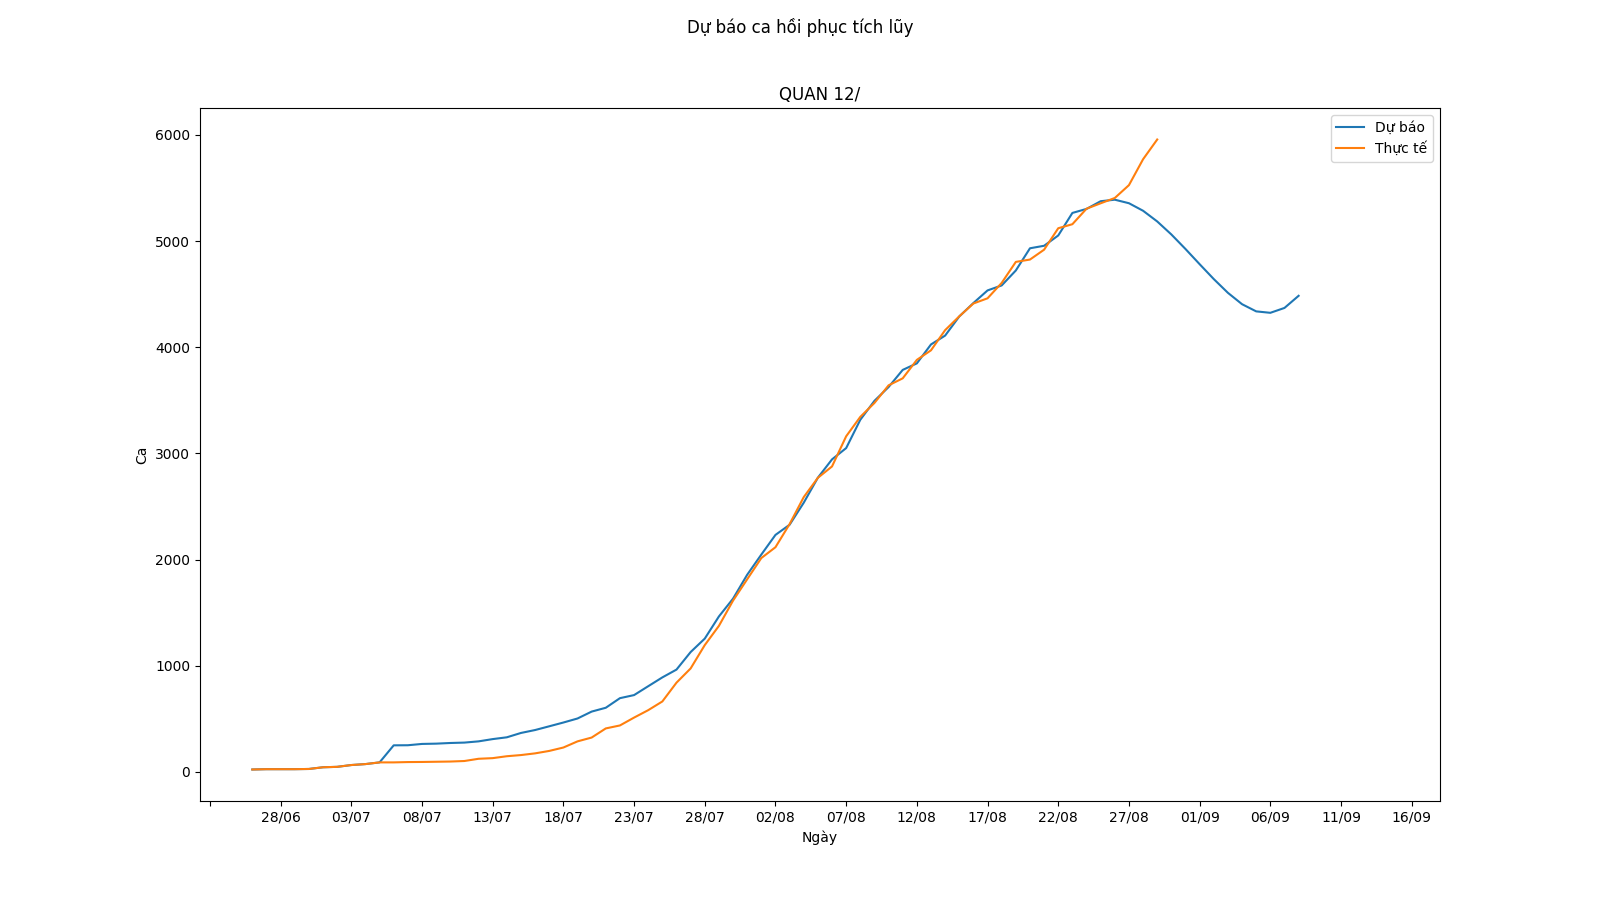 Dự báo ca hồi phục tích lũy
QUAN 12/
Dự báo
Thực tế
6000
5000
4000
3000
2000
1000
0
Ca
28/06 03/07 08/07 13/07 18/07 23/07 28/07 02/08 07/08 12/08 17/08 22/08 27/08 01/09 06/09 11/09 16/09
Ngày